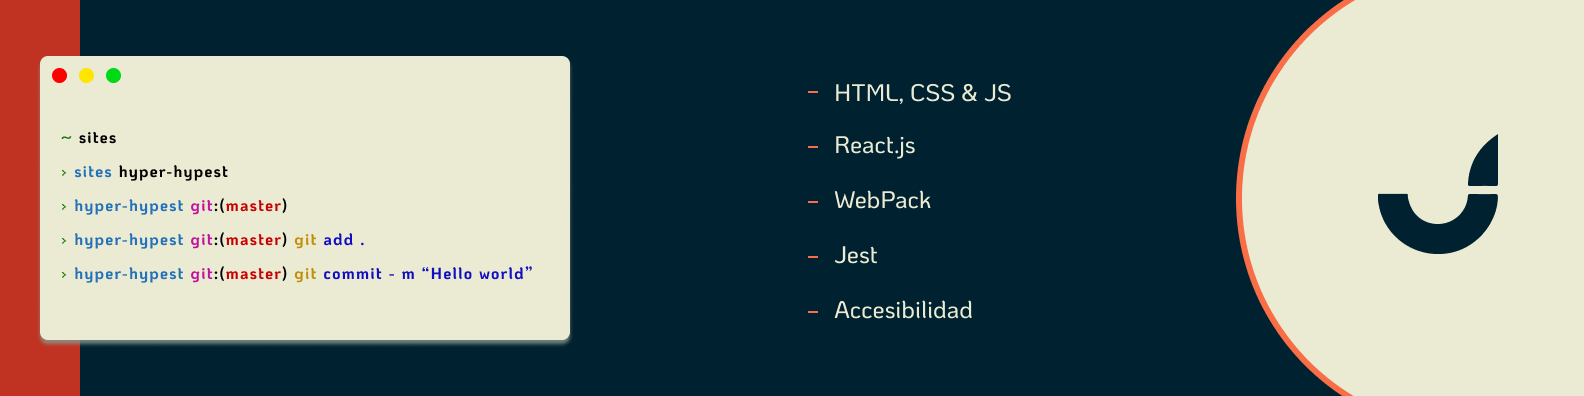 ~ sites
› sites hyper-hypest
› hyper-hypest git:(master)
› hyper-hypest git:(master) git add .
› hyper-hypest git:(master) git commit - m “Hello world”
– HTML, CSS & JS
– React.js
– WebPack
– Jest
– Accesibilidad